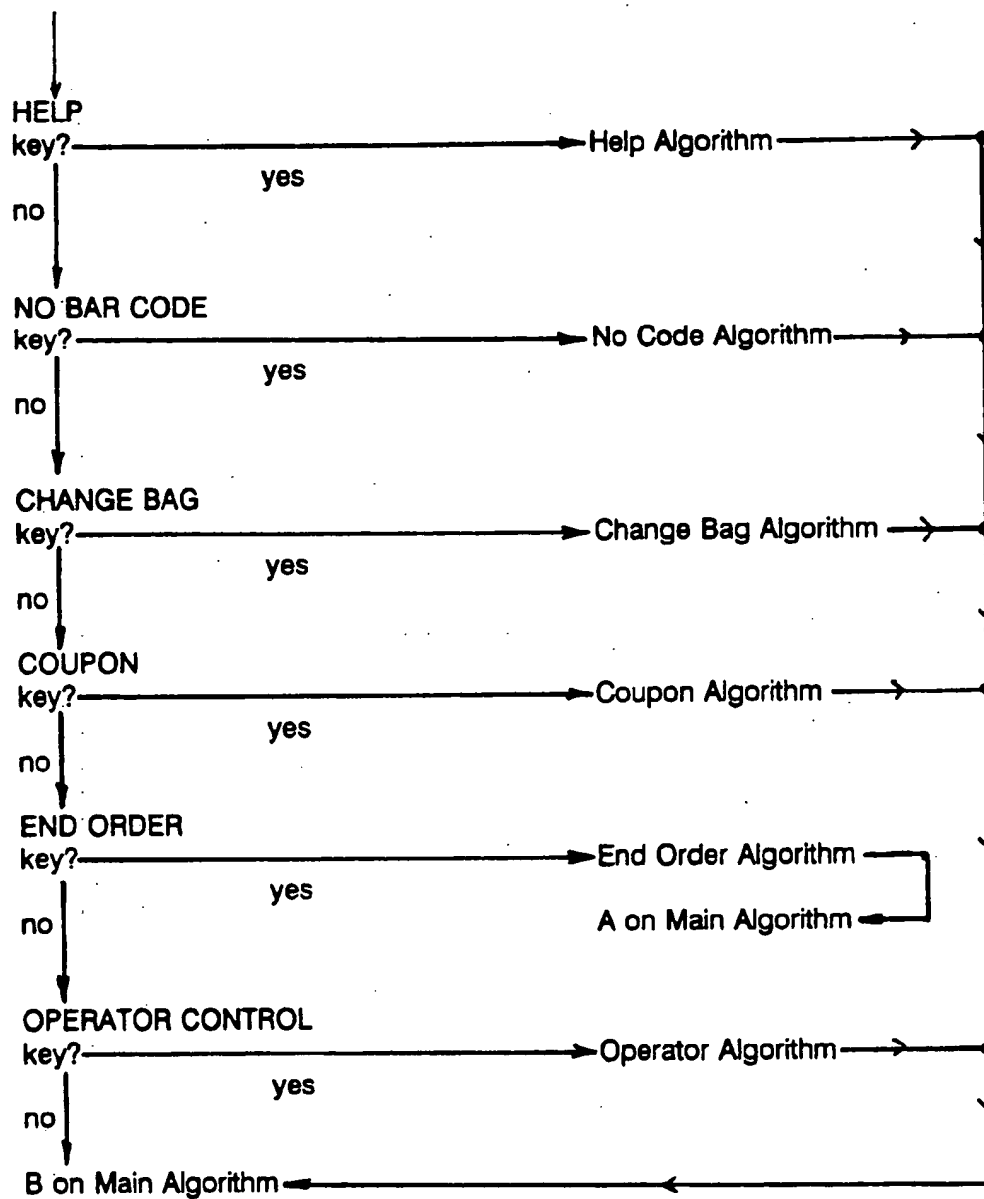 HELP
key?
Help Algorithm
yes
no
NO BAR CODE
key?
No Code Algorithm
yes
no
CHANGE BAG
key?
Change Bag Algorithm
yes
no
COUPON
key?
Coupon Algorithm
yes
no
END ORDER
key?
End Order Algorithm
yes
no
A on Main Algorithm
OPERATOR CONTROL
key?
Operator Algorithm
yes
no
B on Main Algorithm